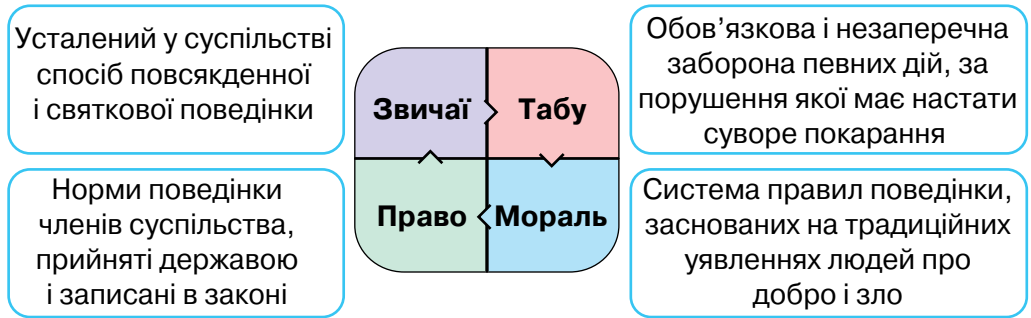 Усталений у суспільстві
спосіб повсякденної
і святкової поведінки
Звичаї
Табу
Обов’язкова і незаперечна
заборона певних дій, за
порушення якої має настати
суворе покарання
Норми поведінки
членів суспільства,
прийняті державою
і записані в законі
Право
Мораль
Система правил поведінки,
заснованих на традиційних
уявленнях людей про
добро і зло